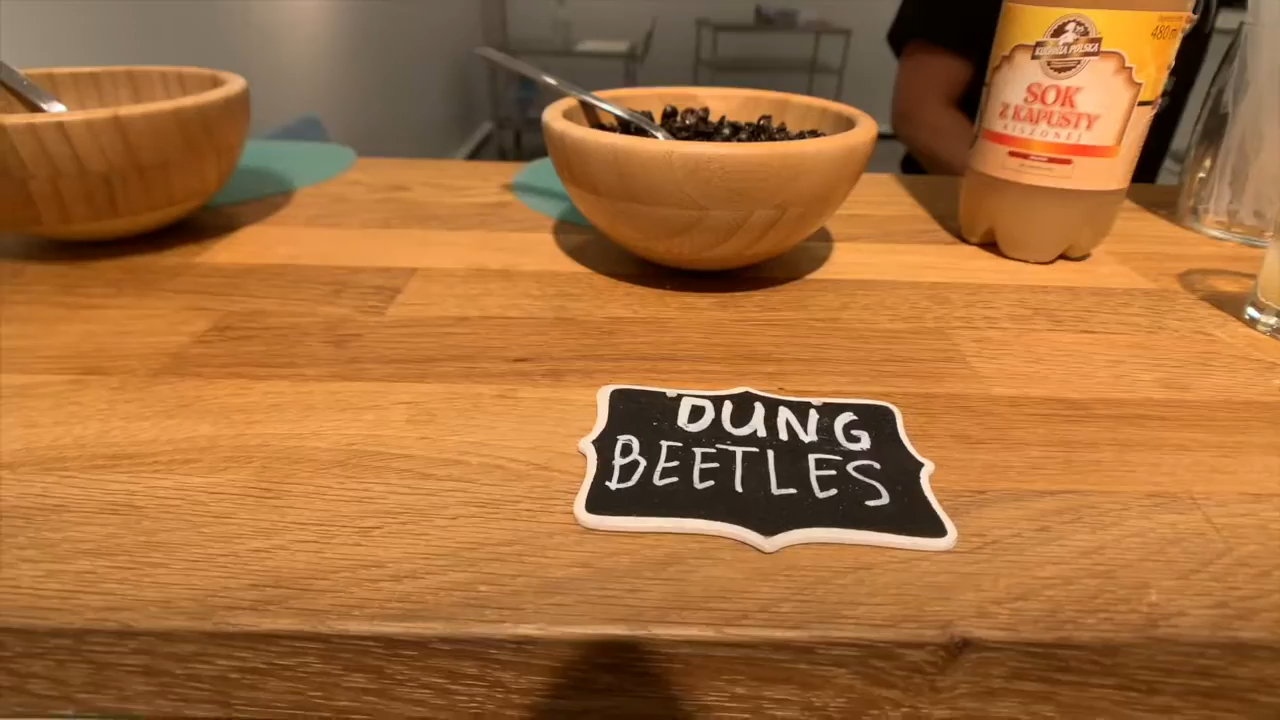 KUCHNIA POLSKA
480 ml
SOK
Z KAPUSTY
KISZONEJ
DUNG
BEETLES